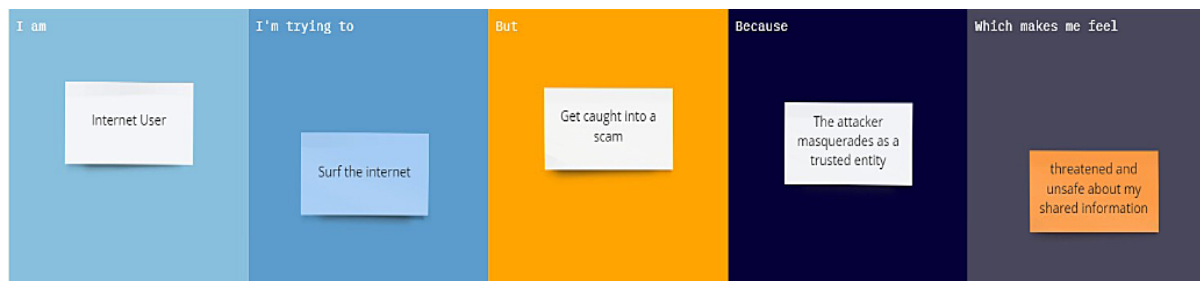 I am
Internet User
I'm trying to
Surf the internet
But
Get caught into a
scam
Because
The attacker
masquerades as a
trusted entity
Which makes me feel
threatened and
unsafe about my
shared information